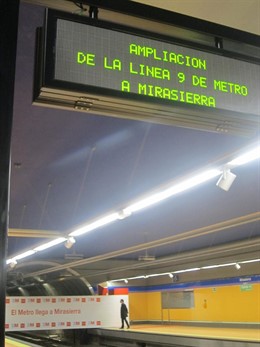 AMPLIACION
DE LA LINEA 9 DE METRO
A MIRASIERRA
El Metro llega a Mirasierra